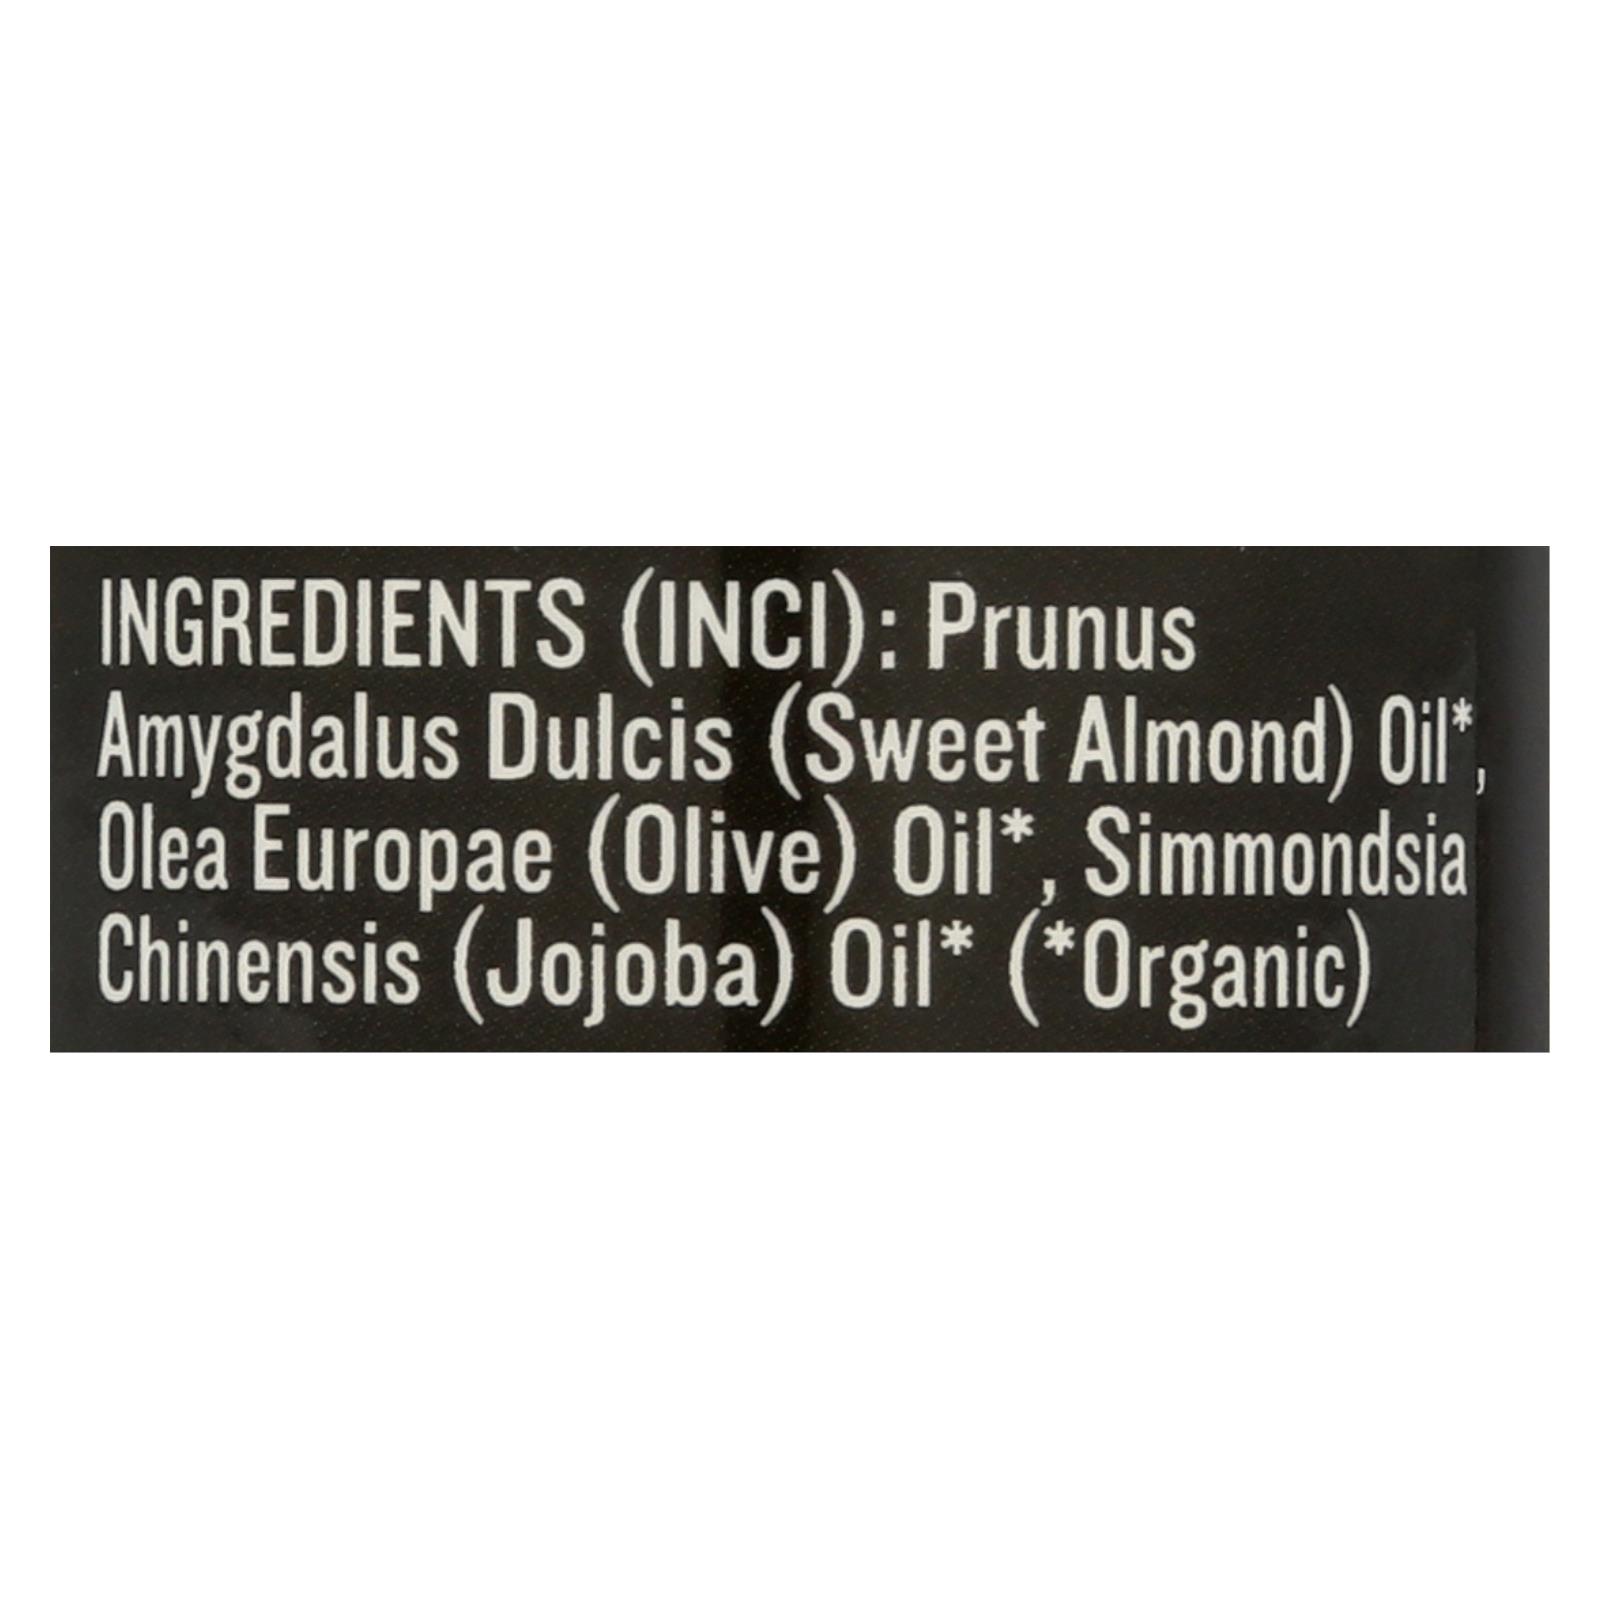 INGREDIENTS (INCI): Prunus
Amygdalus Dulcis (Sweet Almond) Oil*,
Olea Europae (Olive) Oil* , Simmondsia
Chinensis (Jojoba) Oil* (*Organic)